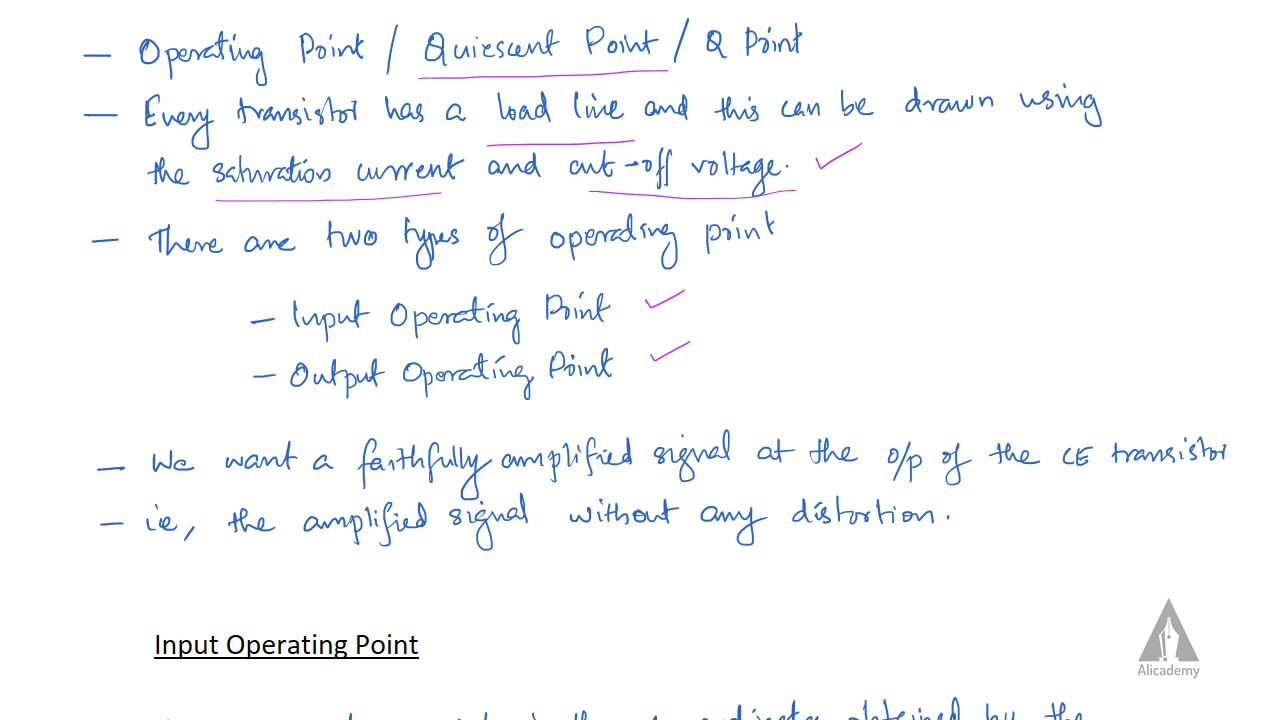 — Operating Point / Quiescent Point / Q Point
— Every transistor has a load line and this can be drawn using
the saturation current and cut-off voltage.
— There are two types of operating point
— Input Operating Point
— Output Operating Point
— We want a faithfully amplified signal at the o/p of the CE transistor
— ie, the amplified signal without any distortion.
Input Operating Point
Alicademy
obtained by the